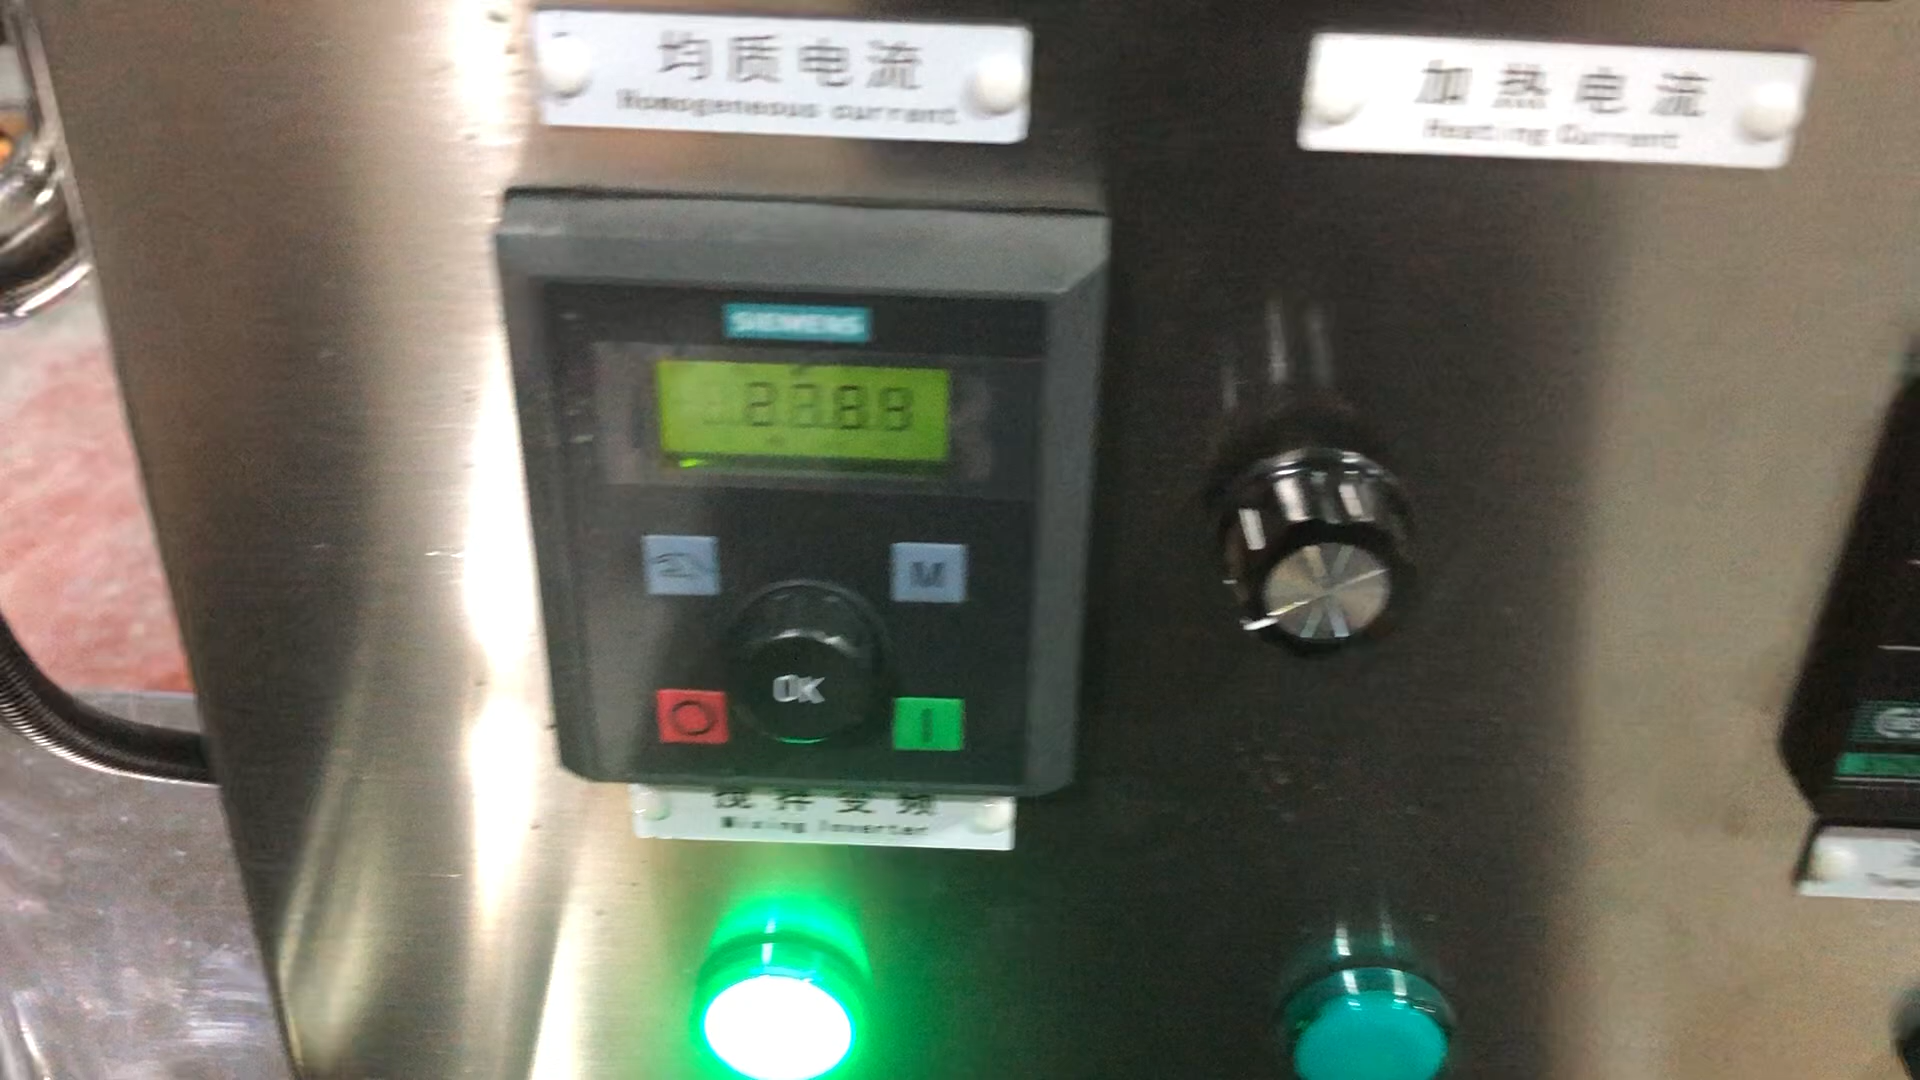 均质电流
Homogeneous current
加热电流
Heating Current
SIEMENS
M
OK
搅拌变频
Mixing Inverter